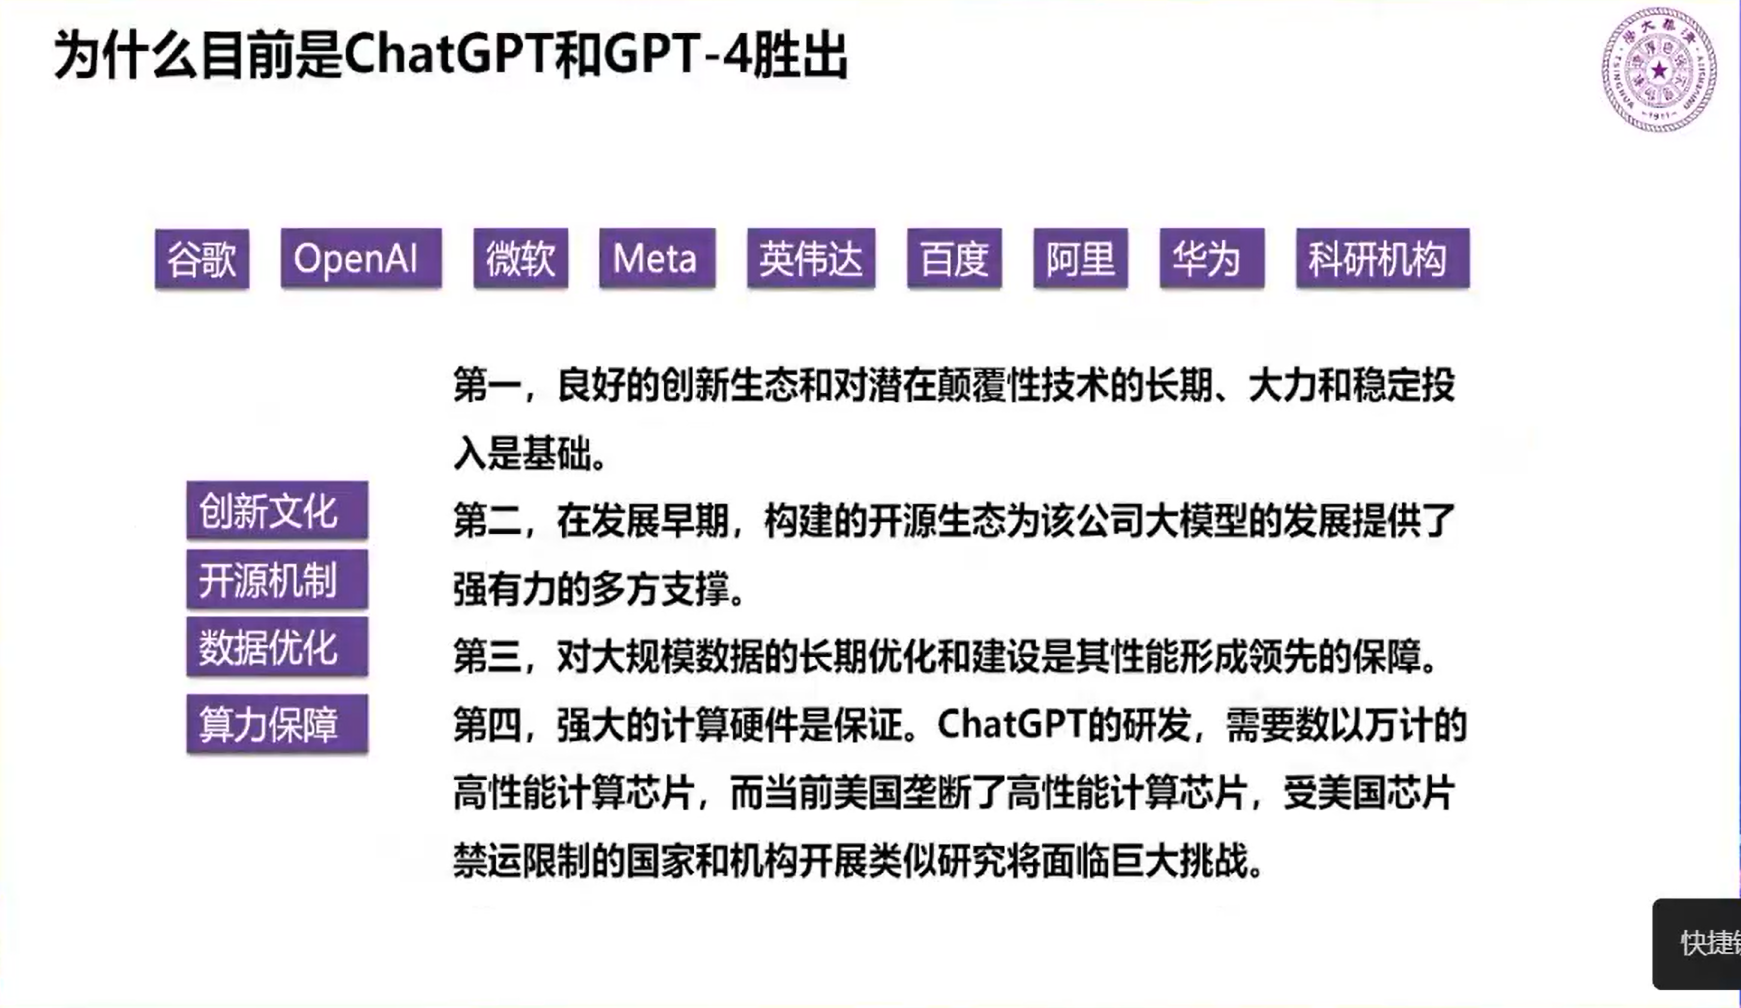 为什么目前是ChatGPT和GPT-4胜出
谷歌 OpenAI 微软 Meta 英伟达 百度 阿里 华为 科研机构
第一，良好的创新生态和对潜在颠覆性技术的长期、大力和稳定投
入是基础。
创新文化
第二，在发展早期，构建的开源生态为该公司大模型的发展提供了
开源机制
强有力的多方支撑。
数据优化
第三，对大规模数据的长期优化和建设是其性能形成领先的保障。
算力保障
第四，强大的计算硬件是保证。ChatGPT的研发，需要数以万计的
高性能计算芯片，而当前美国垄断了高性能计算芯片，受美国芯片
禁运限制的国家和机构开展类似研究将面临巨大挑战。
TSINGHUA UNIVERSITY
-1911-
快捷